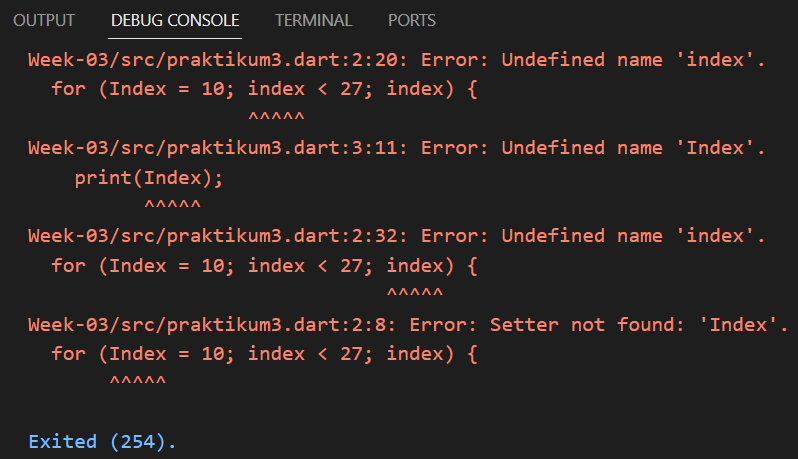 OUTPUT DEBUG CONSOLE TERMINAL PORTS
Week-03/src/praktikum3.dart:2:20: Error: Undefined name 'index'.
  for (Index = 10; index < 27; index) {
                   ^^^^^
Week-03/src/praktikum3.dart:3:11: Error: Undefined name 'Index'.
    print(Index);
          ^^^^^
Week-03/src/praktikum3.dart:2:32: Error: Undefined name 'index'.
  for (Index = 10; index < 27; index) {
                               ^^^^^
Week-03/src/praktikum3.dart:2:8: Error: Setter not found: 'Index'.
  for (Index = 10; index < 27; index) {
       ^^^^^
Exited (254).